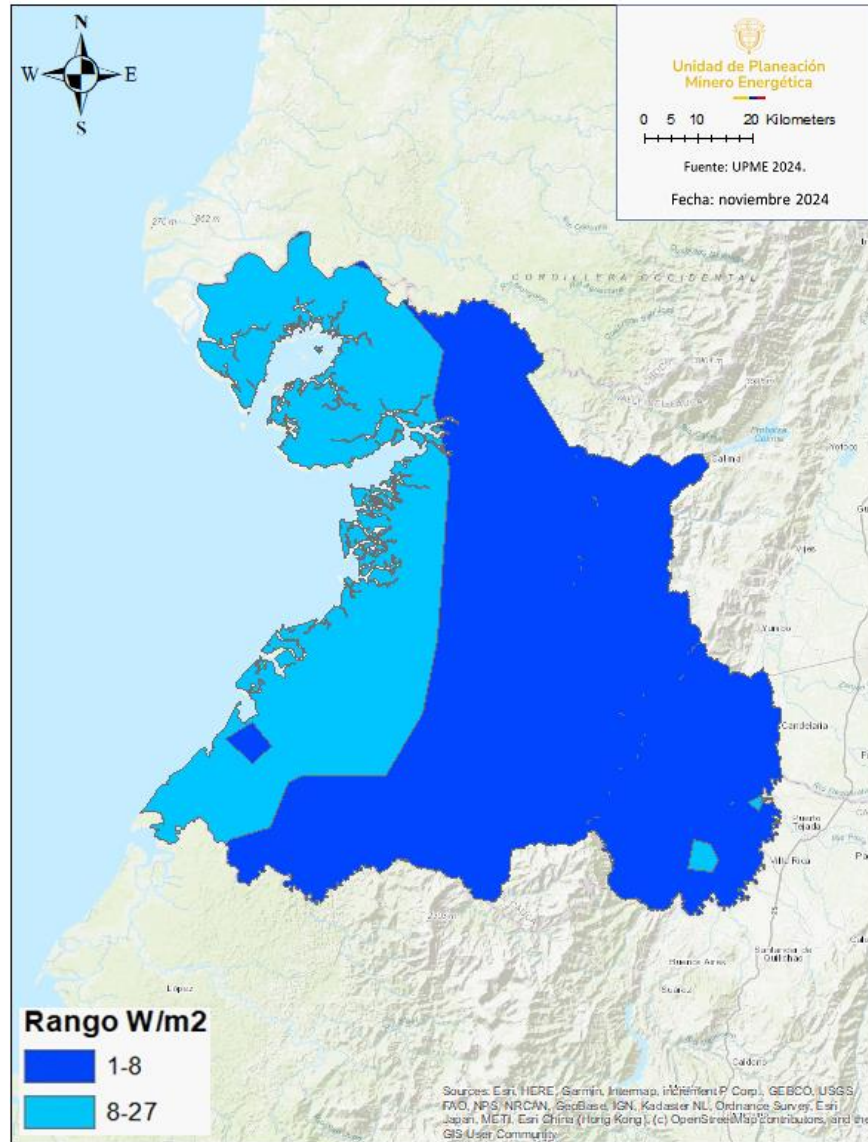 N
W E
S
Unidad de Planeación
Minero Energética
0 5 10 20 Kilometers
Fuente: UPME 2024.
Fecha: noviembre 2024
CORDILLERA OCCIDENTAL
Calima
Yotoco
Vijes
Yumbo
Candelaria
Puerto
Tejada
Villa Rica
Santander de
Quilichao
Buenos Aires
Suárez
López
Caldono
Rango W/m2
1-8
8-27
Sources: Esri, HERE, Garmin, Intermap, increment P Corp., GEBCO, USGS,
FAO, NPS, NRCAN, GeoBase, IGN, Kadaster NL, Ordnance Survey, Esri
Japan, METI, Esri China (Hong Kong), (c) OpenStreetMap contributors, and the
GIS User Community